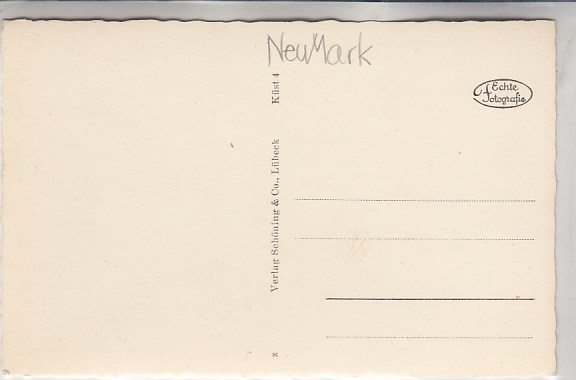 NeuMark
Echte
Fotografie
Verlag Schöning & Co., Lübeck
Küst 4
z